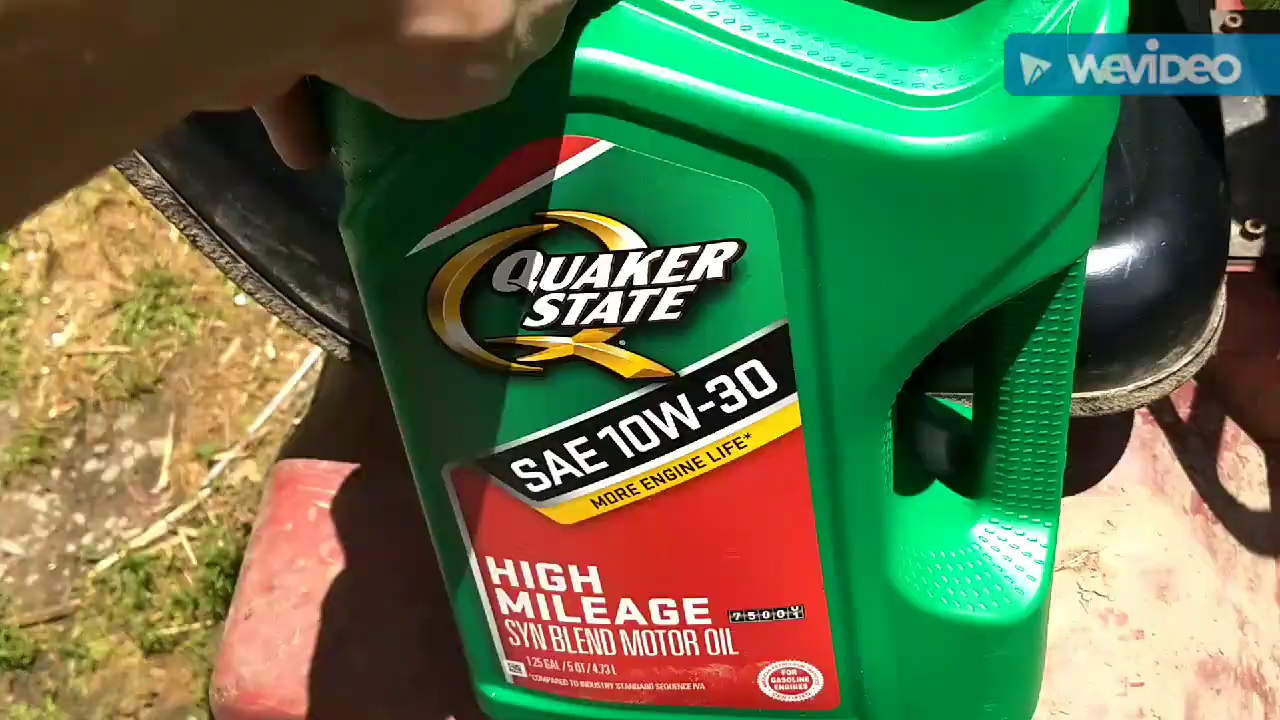 WEVIDEO
QUAKER
STATE
®
SAE 10W-30
MORE ENGINE LIFE*
HIGH
MILEAGE
SYN BLEND MOTOR OIL
1.25 GAL / 5 QT / 4.73 L
*COMPARED TO INDUSTRY STANDARD SEQUENCE IVA
FOR
GASOLINE
ENGINES